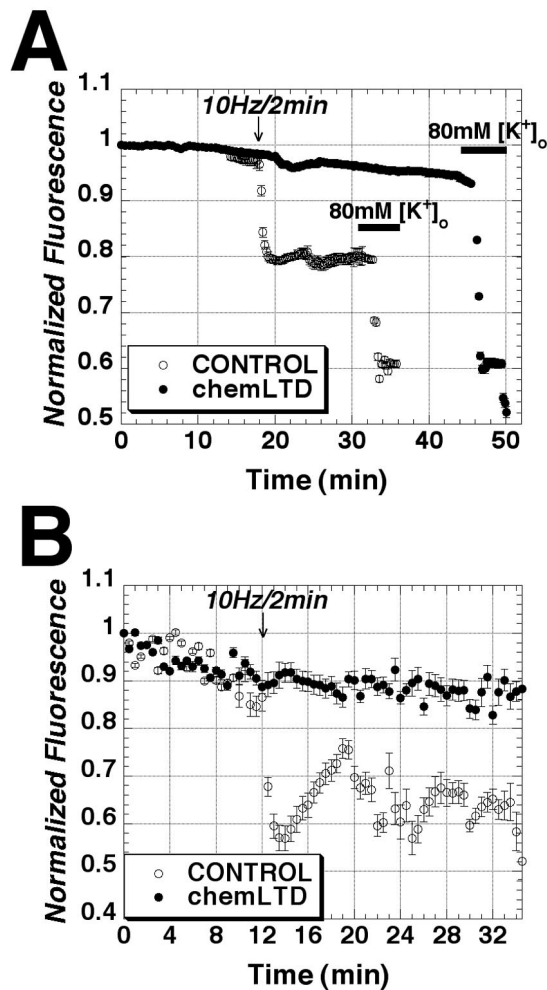 A
Normalized Fluorescence
1.1
1
0.9
0.8
0.7
0.6
0.5
10Hz/2min
80mM [K+]o
80mM [K+]o
CONTROL
chemLTD
0 10 20 30 40 50
Time (min)
B
Normalized Fluorescence
1.1
1
0.9
0.8
0.7
0.6
0.5
0.4
10Hz/2min
CONTROL
chemLTD
0 4 8 12 16 20 24 28 32
Time (min)